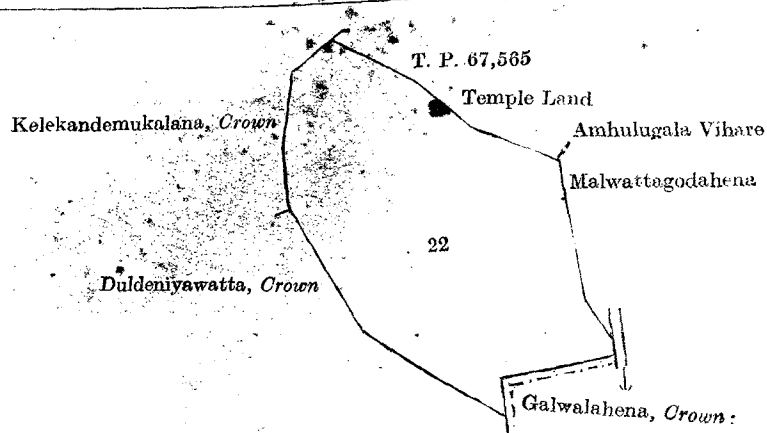 T. P. 67,565
Temple Land
Kelekandemukalana, Crown
Amhulugala Vihare
Malwattagodahena
22
Duldeniyawatta, Crown
Galwalahena, Crown: